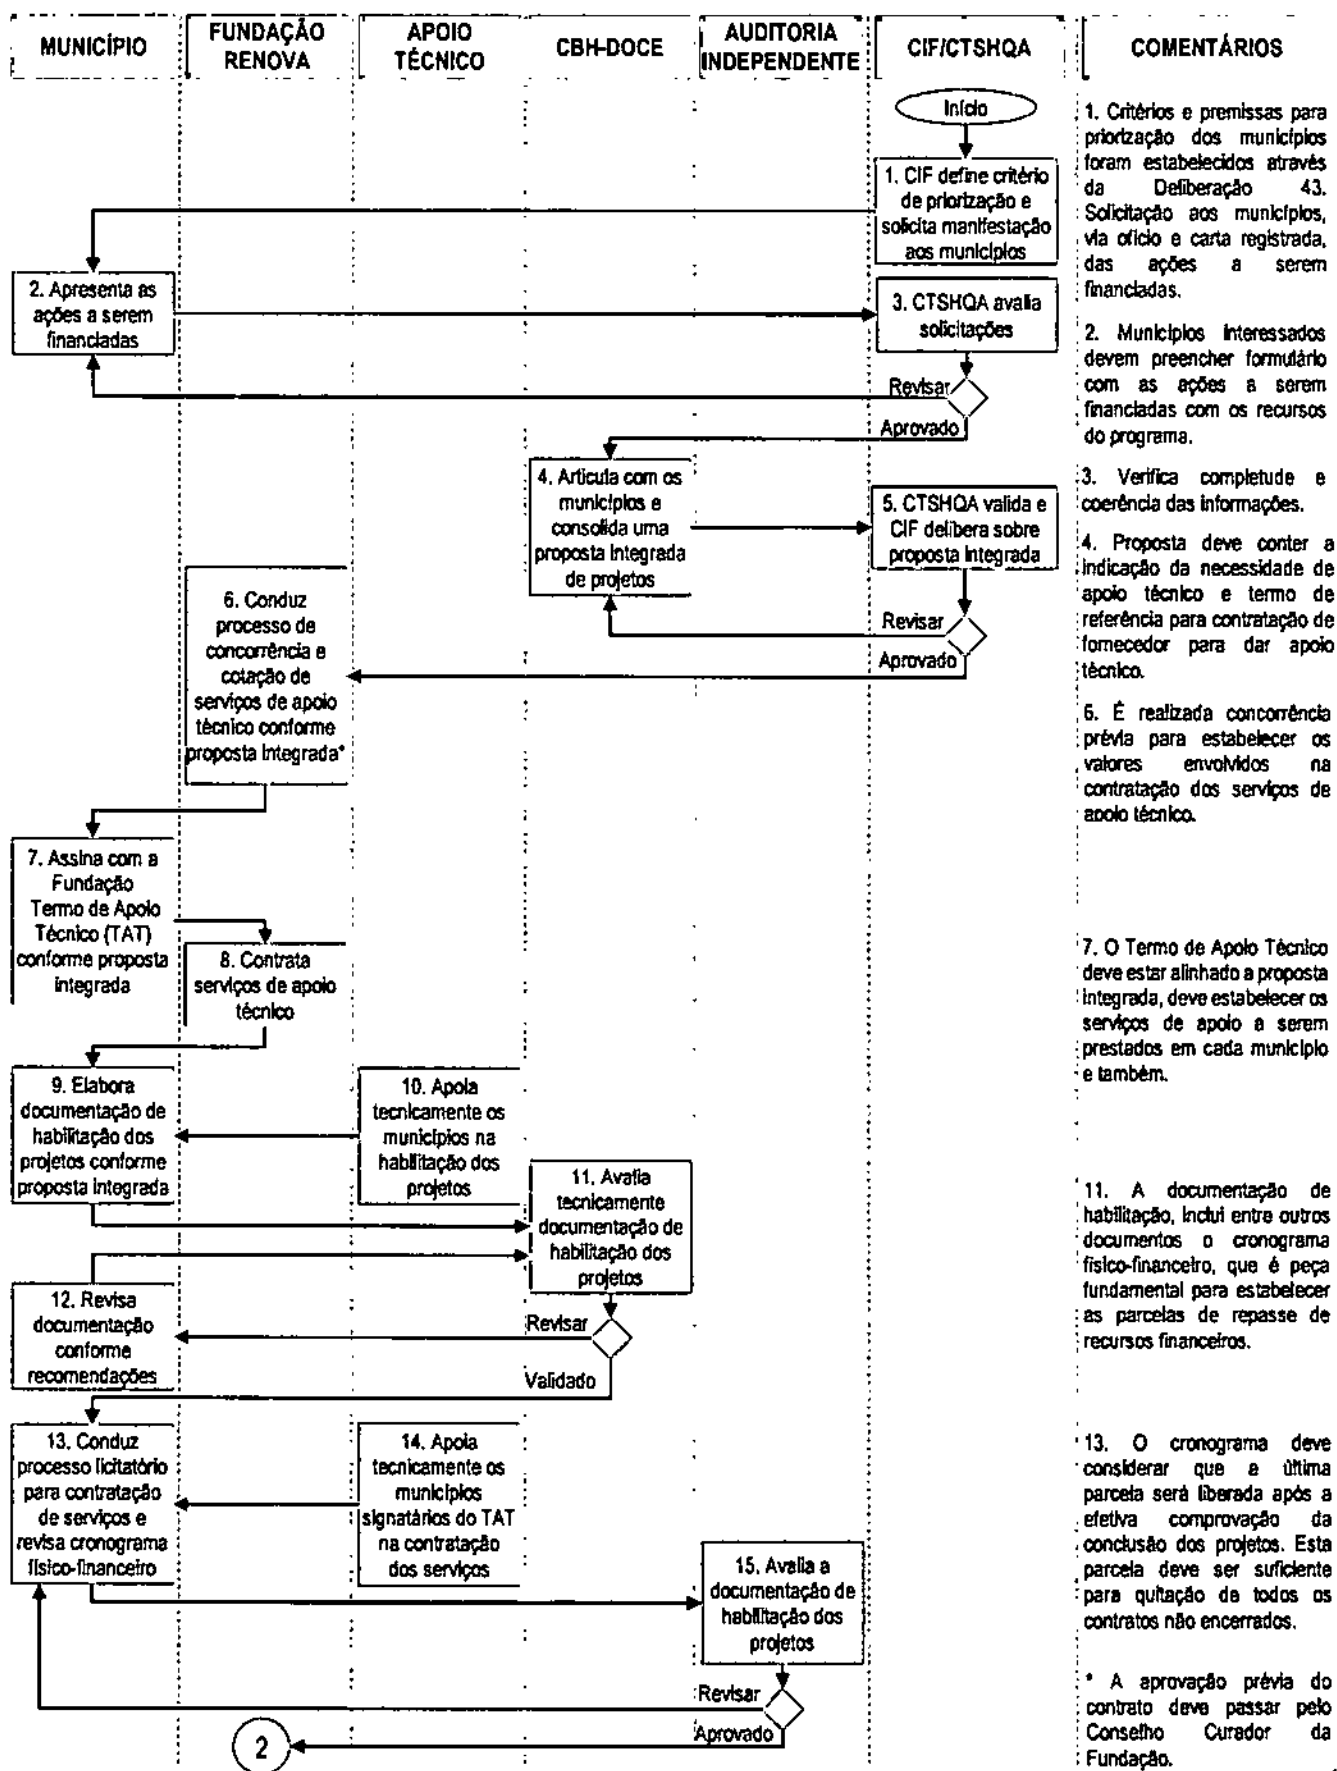 MUNICÍPIO
FUNDAÇÃO
RENOVA
APOIO
TÉCNICO
CBH-DOCE
AUDITORIA
INDEPENDENTE
CIF/CTSHQA
COMENTÁRIOS
Início
1. CIF define critério
de priorização e
solicita manifestação
aos municípios
2. Apresenta as
ações a serem
financiadas
3. CTSHQA avalia
solicitações
Revisar
Aprovado
4. Articula com os
municípios e
consolida uma
proposta integrada
de projetos
5. CTSHQA valida e
CIF delibera sobre
proposta integrada
Revisar
Aprovado
6. Conduz
processo de
concorrência e
cotação de
serviços de apoio
técnico conforme
proposta integrada*
7. Assina com a
Fundação
Termo de Apoio
Técnico (TAT)
conforme proposta
integrada
8. Contrata
serviços de apoio
técnico
9. Elabora
documentação de
habilitação dos
projetos conforme
proposta integrada
10. Apoia
tecnicamente os
municípios na
habilitação dos
projetos
11. Avalia
tecnicamente
documentação de
habilitação dos
projetos
12. Revisa
documentação
conforme
recomendações
Revisar
Validado
13. Conduz
processo licitatório
para contratação
de serviços e
revisa cronograma
físico-financeiro
14. Apoia
tecnicamente os
municípios
signatários do TAT
na contratação
dos serviços
15. Avalia a
documentação de
habilitação dos
projetos
Revisar
Aprovado
2
1. Critérios e premissas para
priorização dos municípios
foram estabelecidos através
da Deliberação 43.
Solicitação aos municípios,
via ofício e carta registrada,
das ações a serem
financiadas.
2. Municípios interessados
devem preencher formulário
com as ações a serem
financiadas com os recursos
do programa.
3. Verifica completude e
coerência das informações.
4. Proposta deve conter a
indicação da necessidade de
apoio técnico e termo de
referência para contratação de
fornecedor para dar apoio
técnico.
6. É realizada concorrência
prévia para estabelecer os
valores envolvidos na
contratação dos serviços de
apoio técnico.
7. O Termo de Apoio Técnico
deve estar alinhado a proposta
integrada, deve estabelecer os
serviços de apoio a serem
prestados em cada município
e também.
11. A documentação de
habilitação, inclui entre outros
documentos o cronograma
físico-financeiro, que é peça
fundamental para estabelecer
as parcelas de repasse de
recursos financeiros.
13. O cronograma deve
considerar que a última
parcela será liberada após a
efetiva comprovação da
conclusão dos projetos. Esta
parcela deve ser suficiente
para quitação de todos os
contratos não encerrados.
* A aprovação prévia do
contrato deve passar pelo
Conselho Curador da
Fundação.